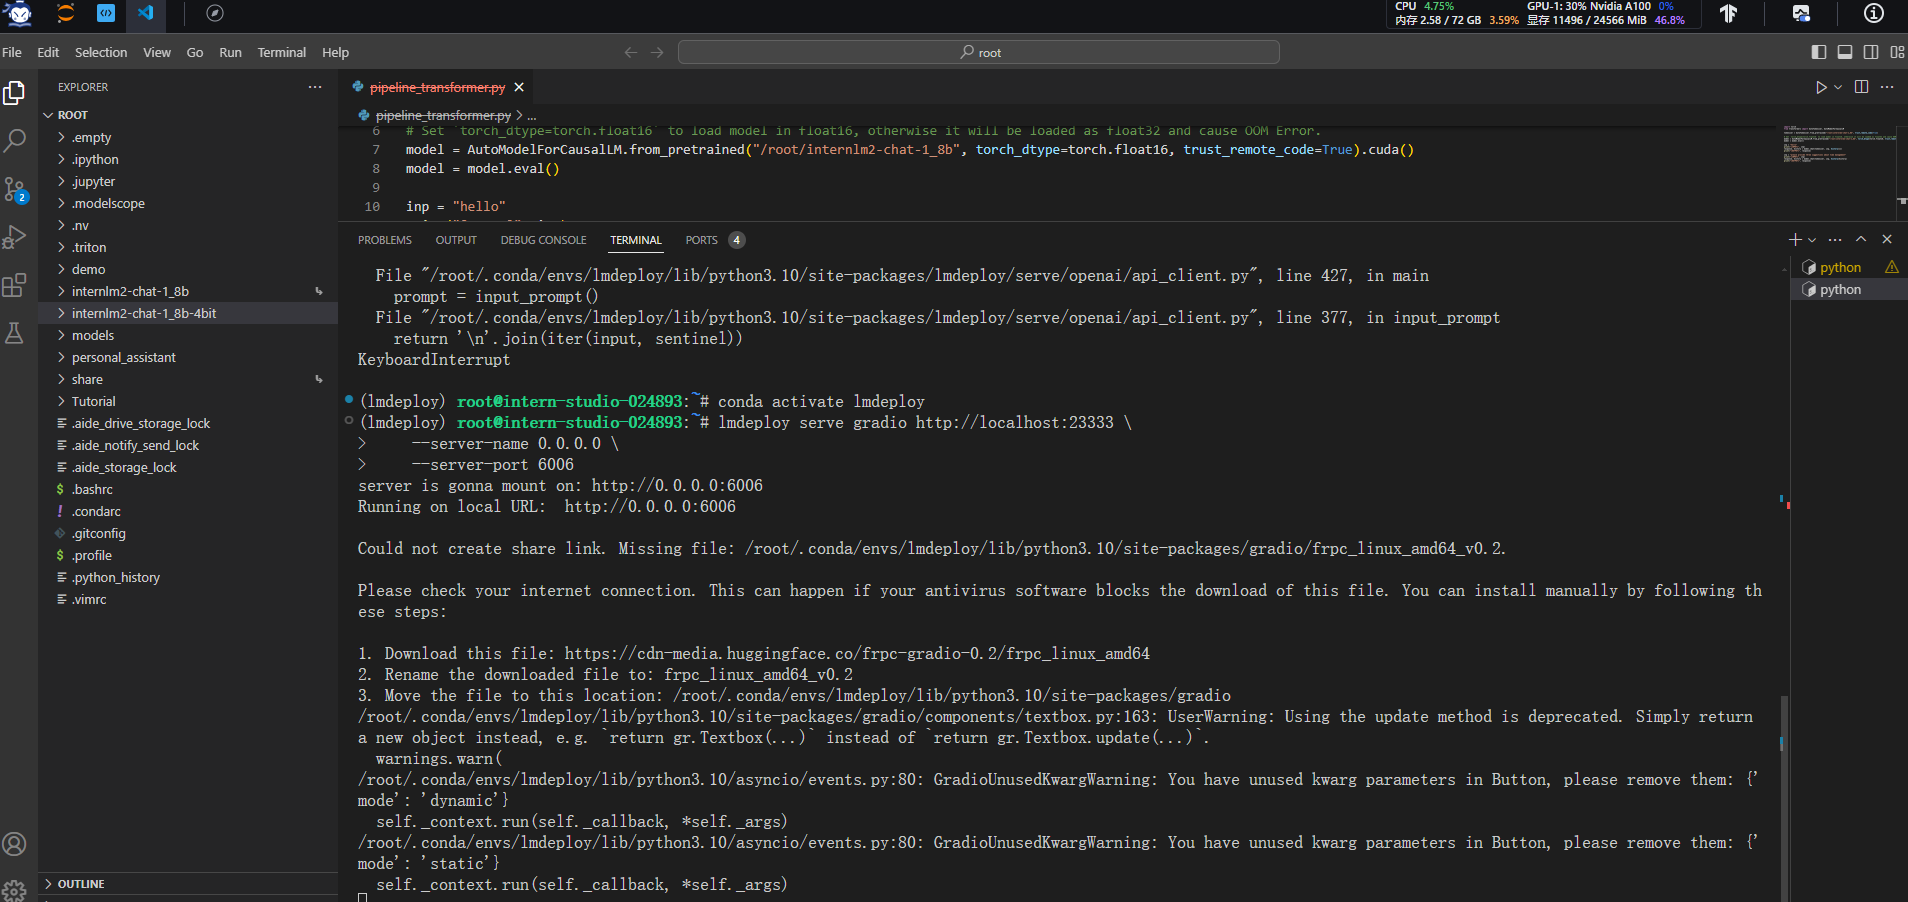 CPU 4.75%
GPU-1: 30% Nvidia A100 0%
内存 2.58 / 72 GB 3.59%
显存 11496 / 24566 MiB 46.8%
File Edit Selection View Go Run Terminal Help
root
EXPLORER
ROOT
.empty
.ipython
.jupyter
.modelscope
.nv
.triton
demo
internlm2-chat-1_8b
internlm2-chat-1_8b-4bit
models
personal_assistant
share
Tutorial
.aide_drive_storage_lock
.aide_notify_send_lock
.aide_storage_lock
.bashrc
.condarc
.gitconfig
.profile
.python_history
.vimrc
OUTLINE
2
pipeline_transformer.py
pipeline_transformer.py > ...
6 # Set `torch_dtype=torch.float16` to load model in float16, otherwise it will be loaded as float32 and cause OOM Error.
7 model = AutoModelForCausalLM.from_pretrained("/root/internlm2-chat-1_8b", torch_dtype=torch.float16, trust_remote_code=True).cuda()
8 model = model.eval()
9
10 inp = "hello"
PROBLEMS OUTPUT DEBUG CONSOLE TERMINAL PORTS 4
python
python
File "/root/.conda/envs/lmdeploy/lib/python3.10/site-packages/lmdeploy/serve/openai/api_client.py", line 427, in main
prompt = input_prompt()
File "/root/.conda/envs/lmdeploy/lib/python3.10/site-packages/lmdeploy/serve/openai/api_client.py", line 377, in input_prompt
return '\n'.join(iter(input, sentinel))
KeyboardInterrupt
(lmdeploy) root@intern-studio-024893:~# conda activate lmdeploy
(lmdeploy) root@intern-studio-024893:~# lmdeploy serve gradio http://localhost:23333 \
> --server-name 0.0.0.0 \
> --server-port 6006
server is gonna mount on: http://0.0.0.0:6006
Running on local URL: http://0.0.0.0:6006
Could not create share link. Missing file: /root/.conda/envs/lmdeploy/lib/python3.10/site-packages/gradio/frpc_linux_amd64_v0.2.
Please check your internet connection. This can happen if your antivirus software blocks the download of this file. You can install manually by following th
ese steps:
1. Download this file: https://cdn-media.huggingface.co/frpc-gradio-0.2/frpc_linux_amd64
2. Rename the downloaded file to: frpc_linux_amd64_v0.2
3. Move the file to this location: /root/.conda/envs/lmdeploy/lib/python3.10/site-packages/gradio
/root/.conda/envs/lmdeploy/lib/python3.10/site-packages/gradio/components/textbox.py:163: UserWarning: Using the update method is deprecated. Simply return
a new object instead, e.g. `return gr.Textbox(...)` instead of `return gr.Textbox.update(...)`.
warnings.warn(
/root/.conda/envs/lmdeploy/lib/python3.10/asyncio/events.py:80: GradioUnusedKwargWarning: You have unused kwarg parameters in Button, please remove them: {'
mode': 'dynamic'}
self._context.run(self._callback, *self._args)
/root/.conda/envs/lmdeploy/lib/python3.10/asyncio/events.py:80: GradioUnusedKwargWarning: You have unused kwarg parameters in Button, please remove them: {'
mode': 'static'}
self._context.run(self._callback, *self._args)